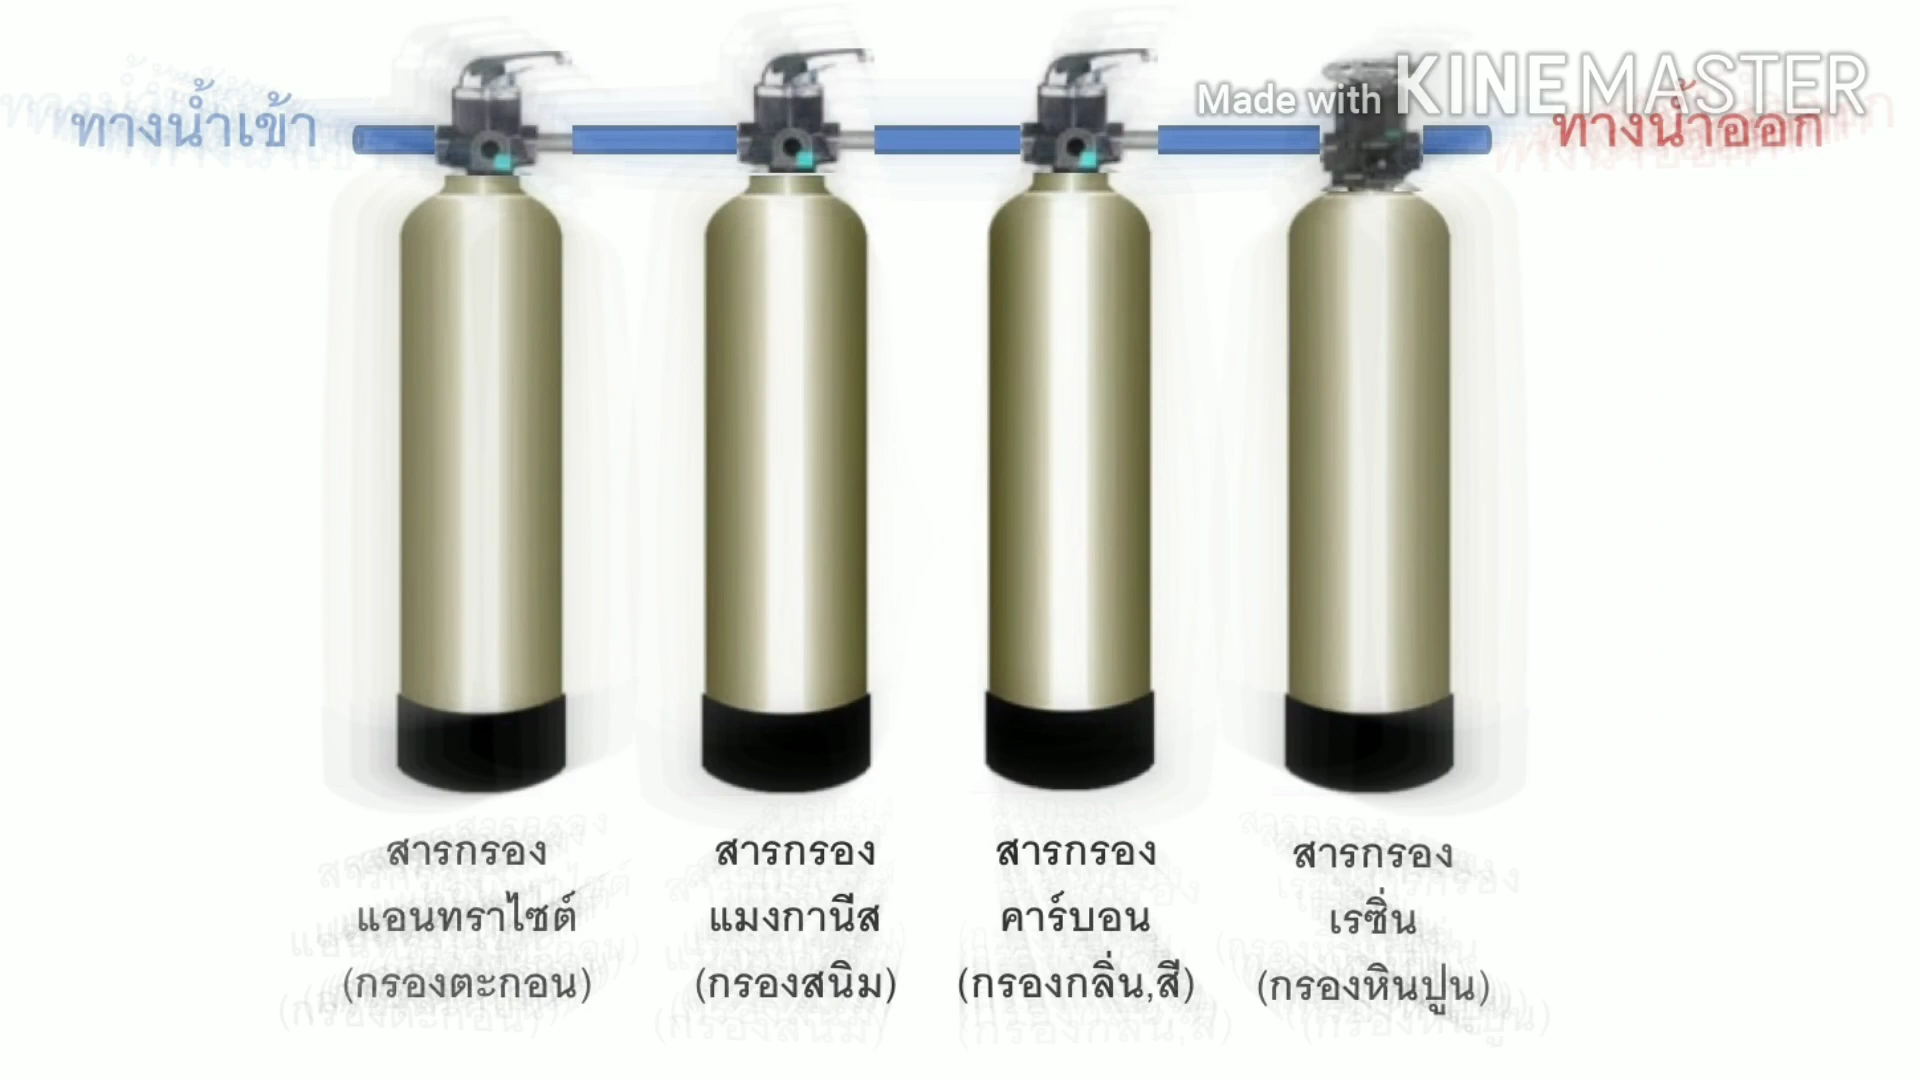 Made with KINEMASTER
ทางน้ำเข้า
ทางน้ำออก
สารกรอง
แอนทราไซต์
(กรองตะกอน)
สารกรอง
แมงกานีส
(กรองสนิม)
สารกรอง
คาร์บอน
(กรองกลิ่น,สี)
สารกรอง
เรซิ่น
(กรองหินปูน)